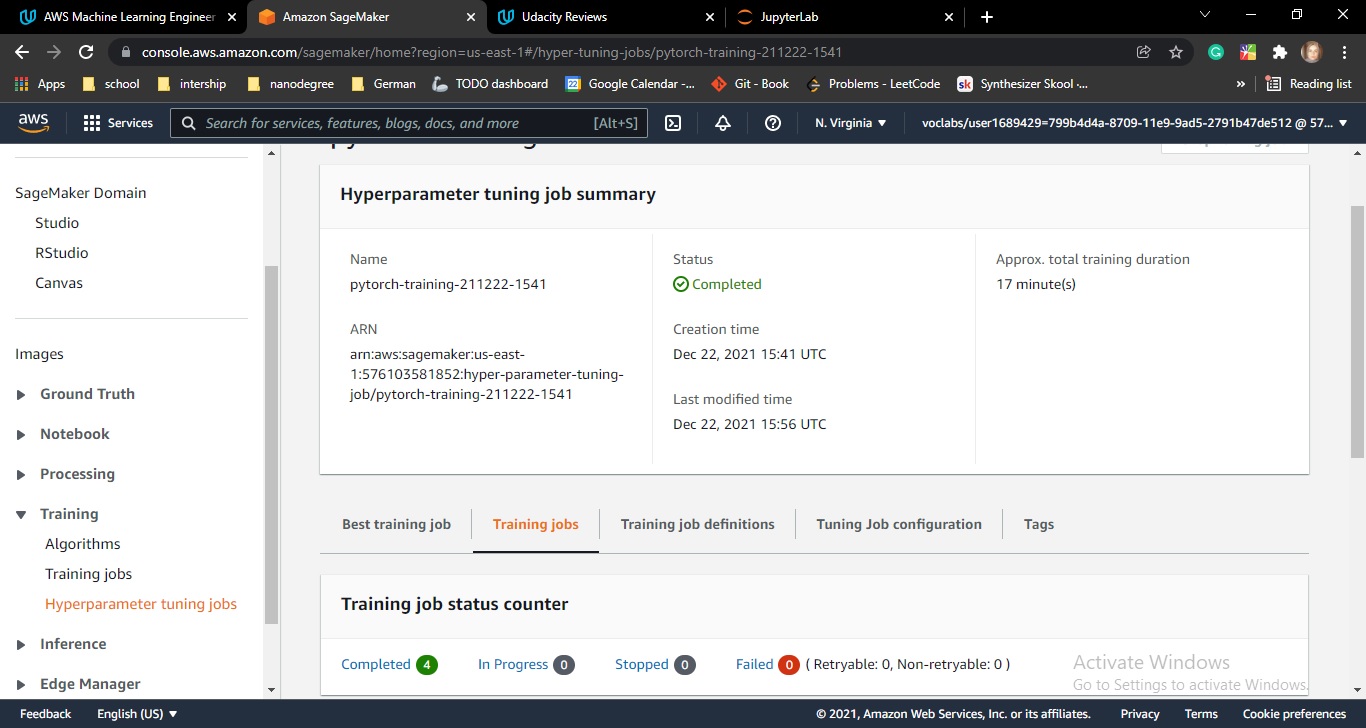 AWS Machine Learning Engineer
Amazon SageMaker
Udacity Reviews
JupyterLab
console.aws.amazon.com/sagemaker/home?region=us-east-1#/hyper-tuning-jobs/pytorch-training-211222-1541
Apps school intership nanodegree German TODO dashboard Google Calendar -... Git - Book Problems - LeetCode Synthesizer Skool -... » Reading list
aws Services Search for services, features, blogs, docs, and more [Alt+S] N. Virginia ▼ voclabs/user1689429=799b4d4a-8709-11e9-9ad5-2791b47de512 @ 57... ▼
SageMaker Domain
Studio
RStudio
Canvas
Images
Ground Truth
Notebook
Processing
Training
Algorithms
Training jobs
Hyperparameter tuning jobs
Inference
Edge Manager
Hyperparameter tuning job summary
Name
pytorch-training-211222-1541
ARN
arn:aws:sagemaker:us-east-
1:576103581852:hyper-parameter-tuning-
job/pytorch-training-211222-1541
Status
Completed
Creation time
Dec 22, 2021 15:41 UTC
Last modified time
Dec 22, 2021 15:56 UTC
Approx. total training duration
17 minute(s)
Best training job Training jobs Training job definitions Tuning Job configuration Tags
Training job status counter
Completed 4 In Progress 0 Stopped 0 Failed 0 ( Retryable: 0, Non-retryable: 0 )
Activate Windows
Go to Settings to activate Windows.
Feedback English (US) ▼ © 2021, Amazon Web Services, Inc. or its affiliates. Privacy Terms Cookie preferences